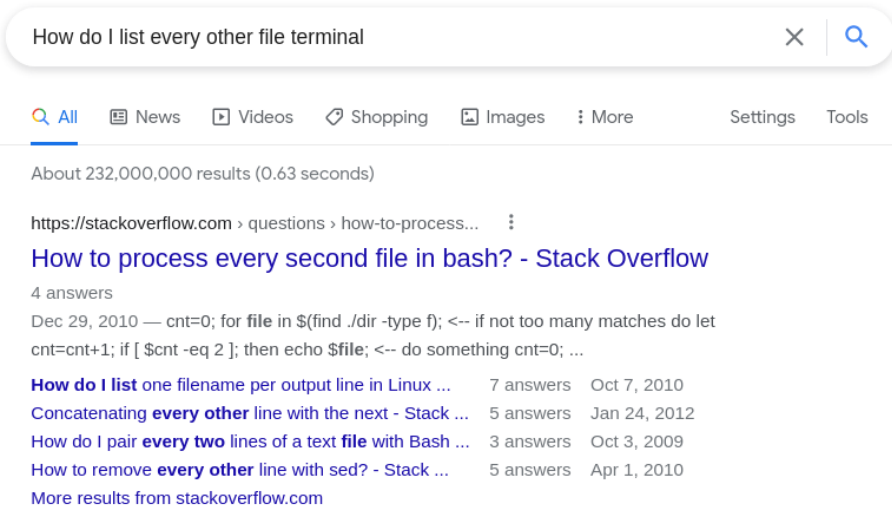 How do I list every other file terminal
All News Videos Shopping Images More Settings Tools
About 232,000,000 results (0.63 seconds)
https://stackoverflow.com › questions › how-to-process...
How to process every second file in bash? - Stack Overflow
4 answers
Dec 29, 2010 — cnt=0; for file in $(find ./dir -type f); <-- if not too many matches do let
cnt=cnt+1; if [ $cnt -eq 2 ]; then echo $file; <-- do something cnt=0; ...
How do I list one filename per output line in Linux ... 7 answers Oct 7, 2010
Concatenating every other line with the next - Stack ... 5 answers Jan 24, 2012
How do I pair every two lines of a text file with Bash ... 3 answers Oct 3, 2009
How to remove every other line with sed? - Stack ... 5 answers Apr 1, 2010
More results from stackoverflow.com